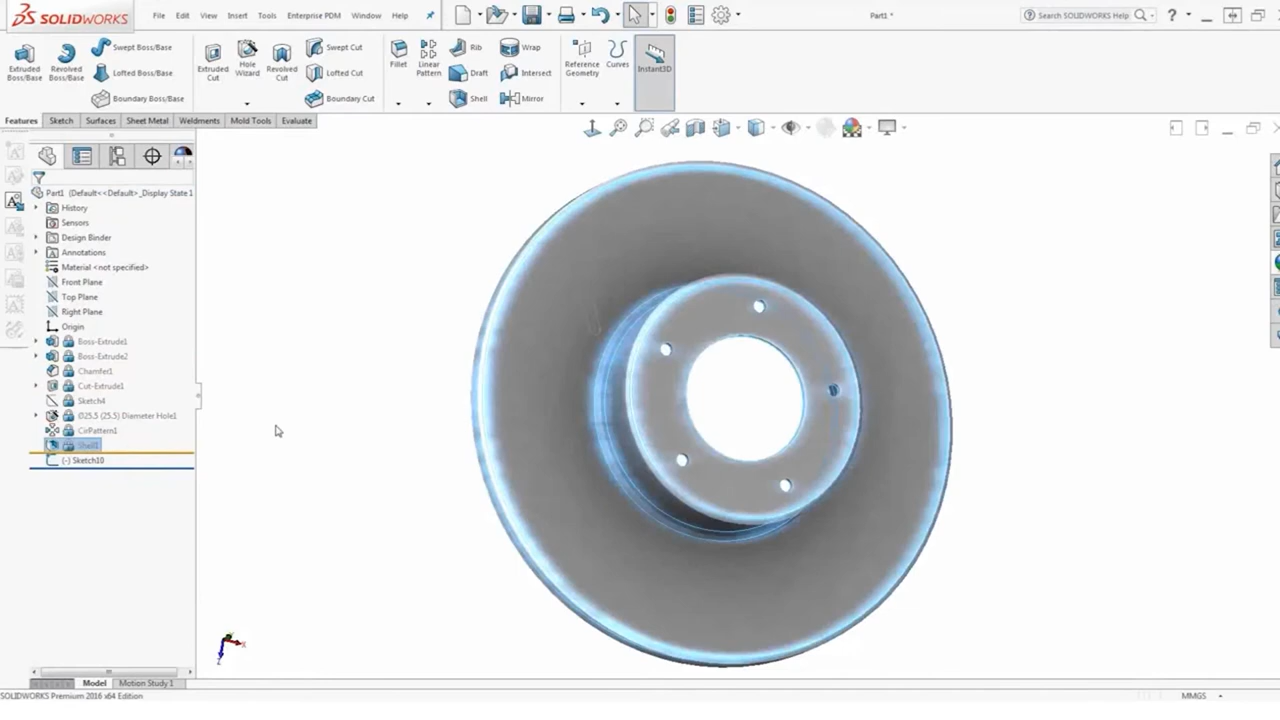 SOLIDWORKS File Edit View Insert Tools Enterprise PDM Window Help Part1 * Search SOLIDWORKS Help ?
Extruded Boss/Base
Revolved Boss/Base
Swept Boss/Base
Lofted Boss/Base
Boundary Boss/Base
Extruded Cut
Hole Wizard
Revolved Cut
Swept Cut
Lofted Cut
Boundary Cut
Fillet
Linear Pattern
Rib
Draft
Shell
Wrap
Intersect
Mirror
Reference Geometry
Curves
Instant3D
Features Sketch Surfaces Sheet Metal Weldments Mold Tools Evaluate
Part1 (Default<<Default>_Display State 1
History
Sensors
Design Binder
Annotations
Material <not specified>
Front Plane
Top Plane
Right Plane
Origin
Boss-Extrude1
Boss-Extrude2
Chamfer1
Cut-Extrude1
Sketch4
Ø25.5 (25.5) Diameter Hole1
CirPattern1
Shell1
(-) Sketch10
Model Motion Study 1
SOLIDWORKS Premium 2016 x64 Edition
MMGS